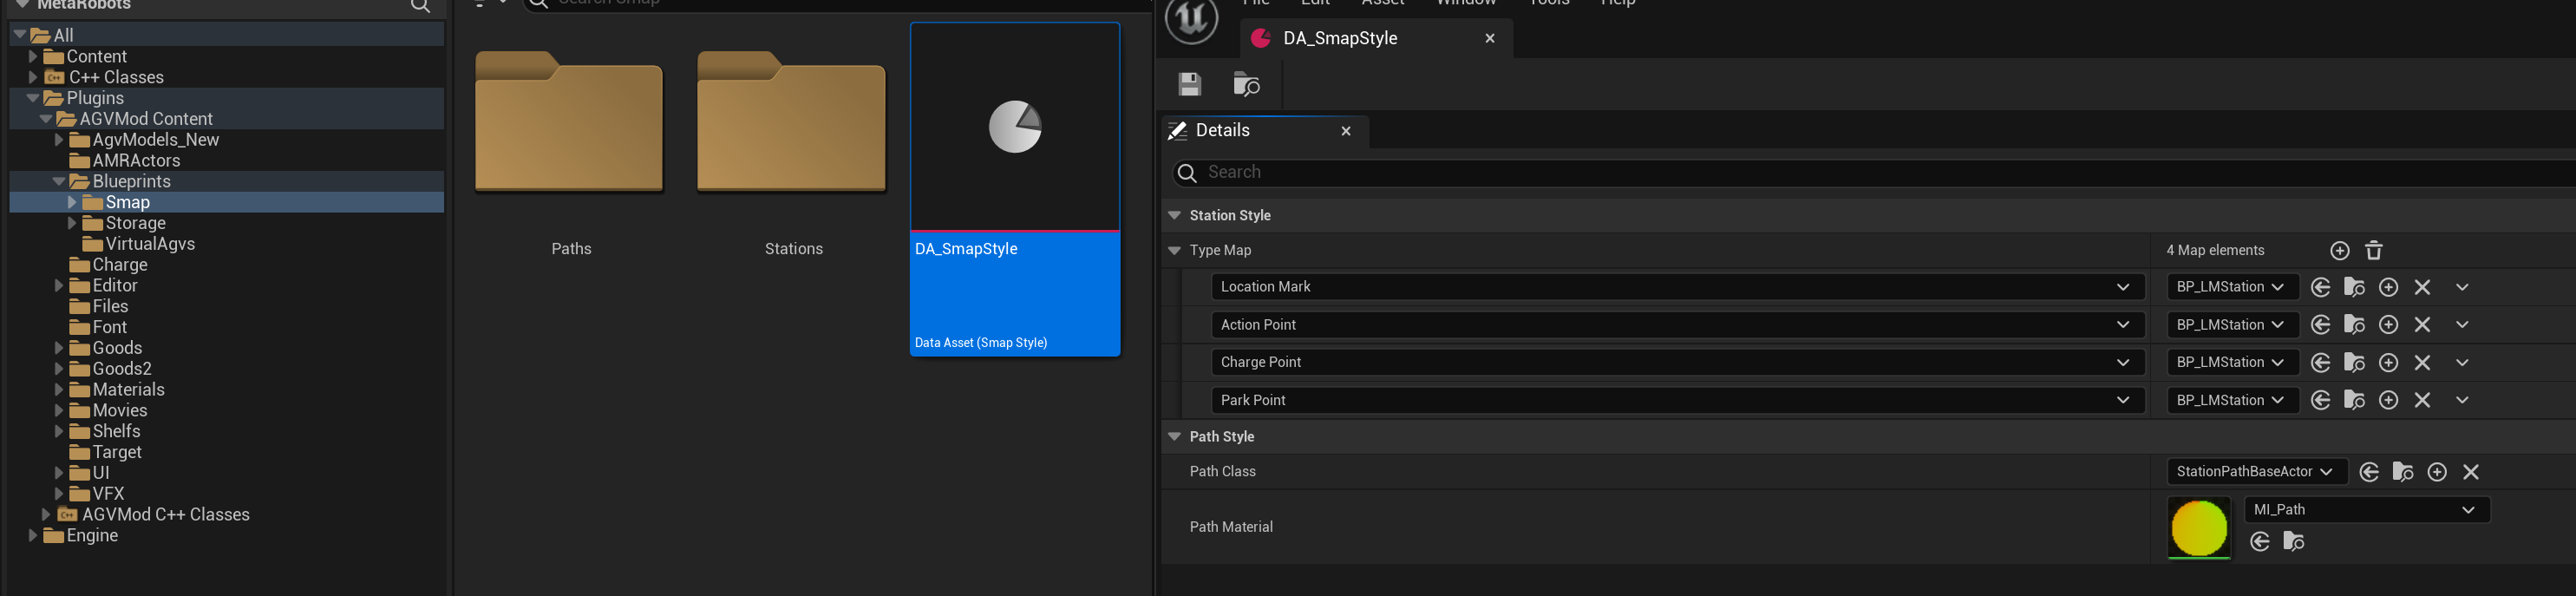 MetaRobots
All
Content
C++ Classes
Plugins
AGVMod Content
AgvModels_New
AMRActors
Blueprints
Smap
Storage
VirtualAgvs
Charge
Editor
Files
Font
Goods
Goods2
Materials
Movies
Shelfs
Target
UI
VFX
AGVMod C++ Classes
Engine
Search Smap
Paths
Stations
DA_SmapStyle
Data Asset (Smap Style)
File Edit Asset Window Tools Help
DA_SmapStyle
Details
Search
Station Style
Type Map 4 Map elements
Location Mark BP_LMStation
Action Point BP_LMStation
Charge Point BP_LMStation
Park Point BP_LMStation
Path Style
Path Class StationPathBaseActor
Path Material MI_Path